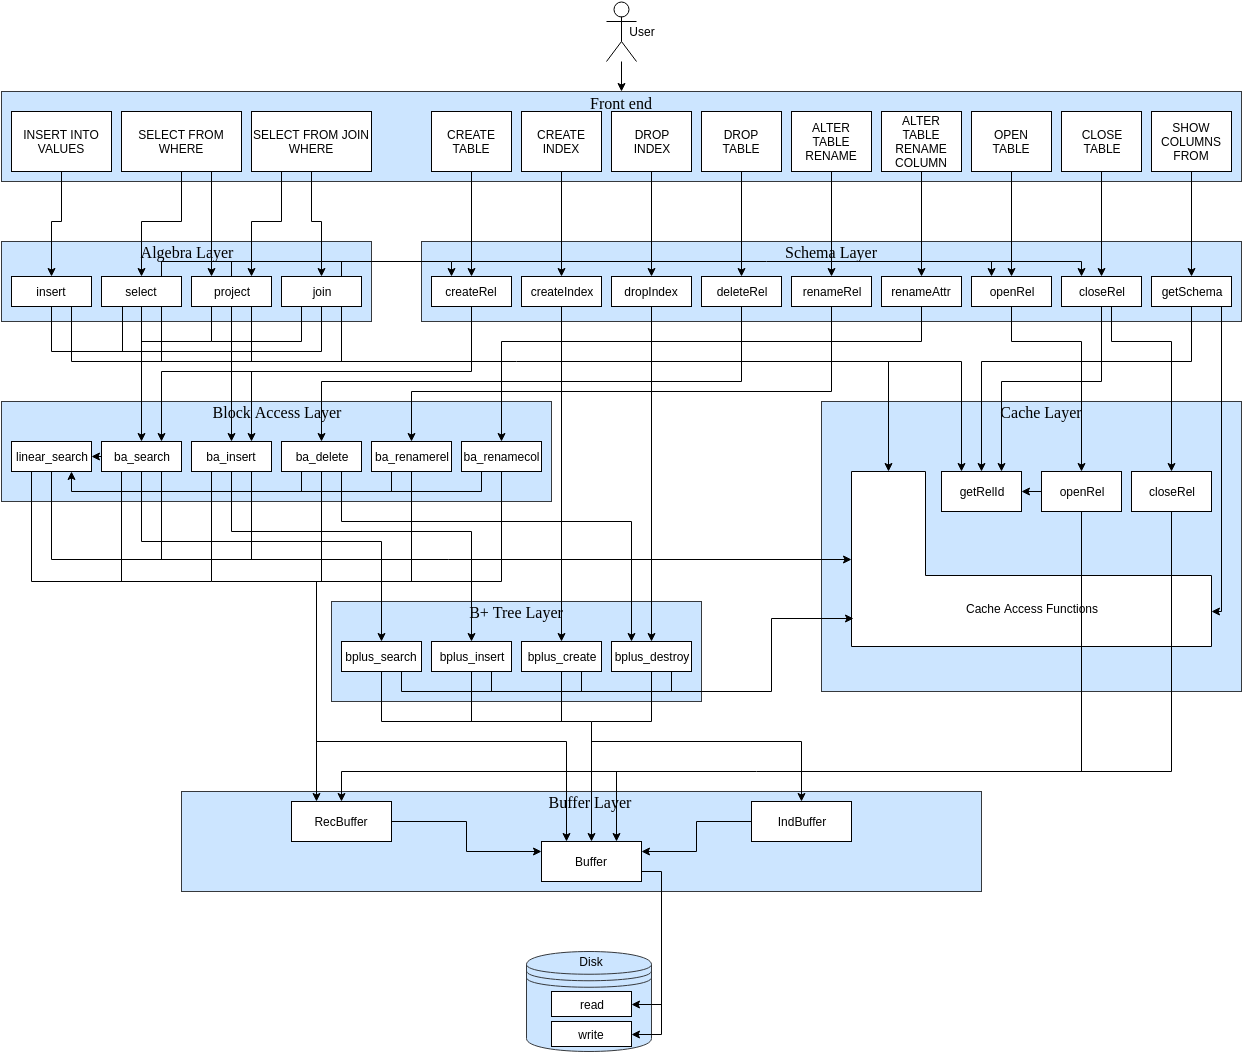 User
Front end
INSERT INTO
VALUES
SELECT FROM
WHERE
SELECT FROM JOIN
WHERE
CREATE
TABLE
CREATE
INDEX
DROP
INDEX
DROP
TABLE
ALTER
TABLE
RENAME
ALTER
TABLE
RENAME
COLUMN
OPEN
TABLE
CLOSE
TABLE
SHOW
COLUMNS
FROM
Algebra Layer
insert
select
project
join
Schema Layer
createRel
createIndex
dropIndex
deleteRel
renameRel
renameAttr
openRel
closeRel
getSchema
Block Access Layer
linear_search
ba_search
ba_insert
ba_delete
ba_renamerel
ba_renamecol
Cache Layer
getRelId
openRel
closeRel
Cache Access Functions
B+ Tree Layer
bplus_search
bplus_insert
bplus_create
bplus_destroy
Buffer Layer
RecBuffer
IndBuffer
Buffer
Disk
read
write